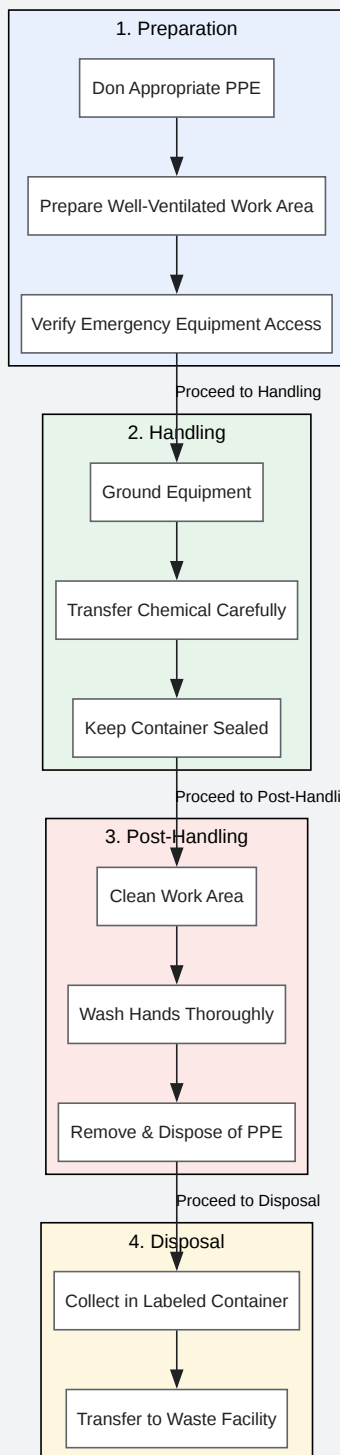 1. Preparation
Don Appropriate PPE
Prepare Well-Ventilated Work Area
Verify Emergency Equipment Access
Proceed to Handling
2. Handling
Ground Equipment
Transfer Chemical Carefully
Keep Container Sealed
Proceed to Post-Handli
3. Post-Handling
Clean Work Area
Wash Hands Thoroughly
Remove & Dispose of PPE
Proceed to Disposal
4. Disposal
Collect in Labeled Container
Transfer to Waste Facility